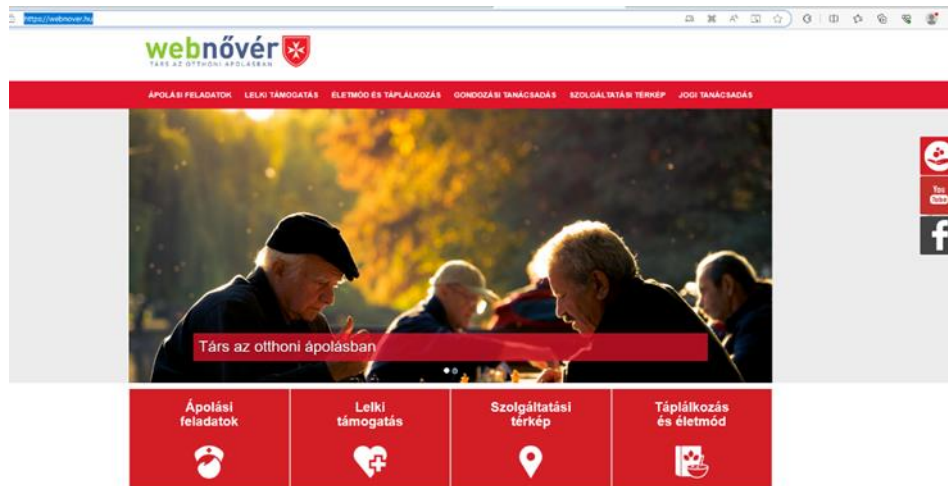 https://webnover.hu
webnővér
TÁRS AZ OTTHONI ÁPOLÁSBAN
ÁPOLÁSI FELADATOK LELKI TÁMOGATÁS ÉLETMÓD ÉS TÁPLÁLKOZÁS GONDOZÁSI TANÁCSADÁS SZOLGÁLTATÁSI TÉRKÉP JOGI TANÁCSADÁS
You
Tube
f
Társ az otthoni ápolásban
Ápolási
feladatok
Lelki
támogatás
Szolgáltatási
térkép
Táplálkozás
és életmód